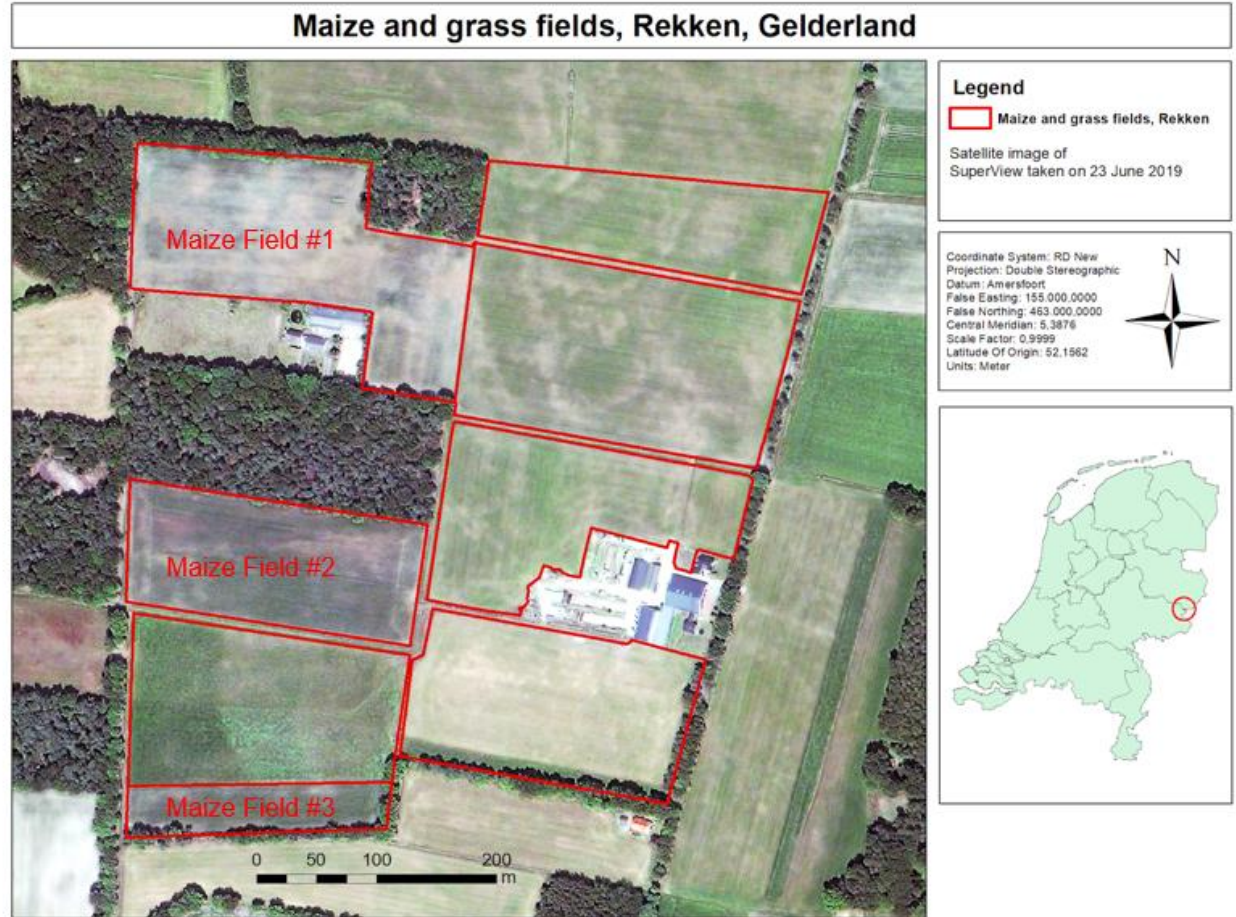 Maize and grass fields, Rekken, Gelderland
Maize Field #1
Maize Field #2
Maize Field #3
0 50 100 200
m
Legend
Maize and grass fields, Rekken
Satellite image of
SuperView taken on 23 June 2019
Coordinate System: RD New
Projection: Double Stereographic
Datum: Amersfoort
False Easting: 155.000,0000
False Northing: 463.000,0000
Central Meridian: 5,3876
Scale Factor: 0,9999
Latitude Of Origin: 52,1562
Units: Meter
N